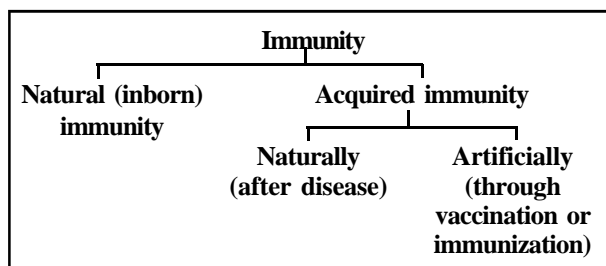 Immunity
Natural (inborn)
immunity
Acquired immunity
Naturally
(after disease)
Artificially
(through
vaccination or
immunization)